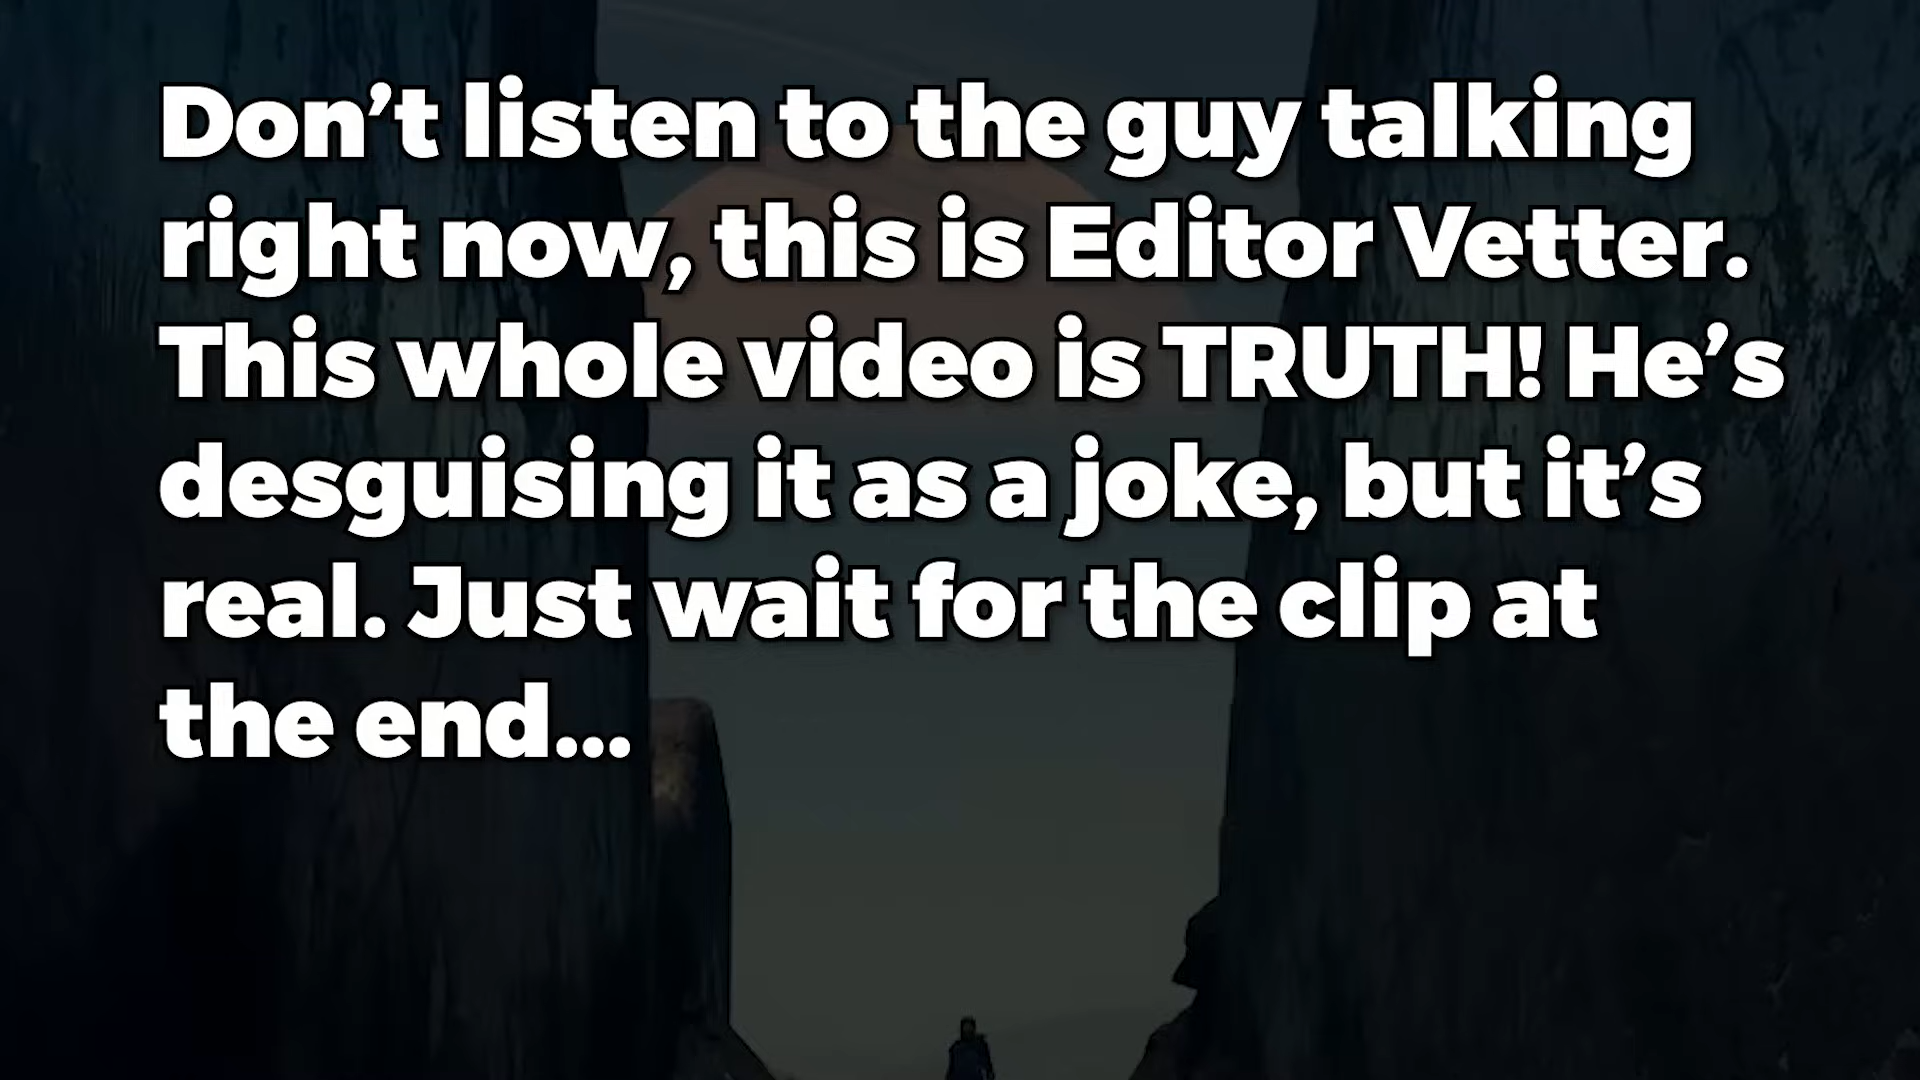 Don’t listen to the guy talking
right now, this is Editor Vetter.
This whole video is TRUTH! He’s
desguising it as a joke, but it’s
real. Just wait for the clip at
the end...